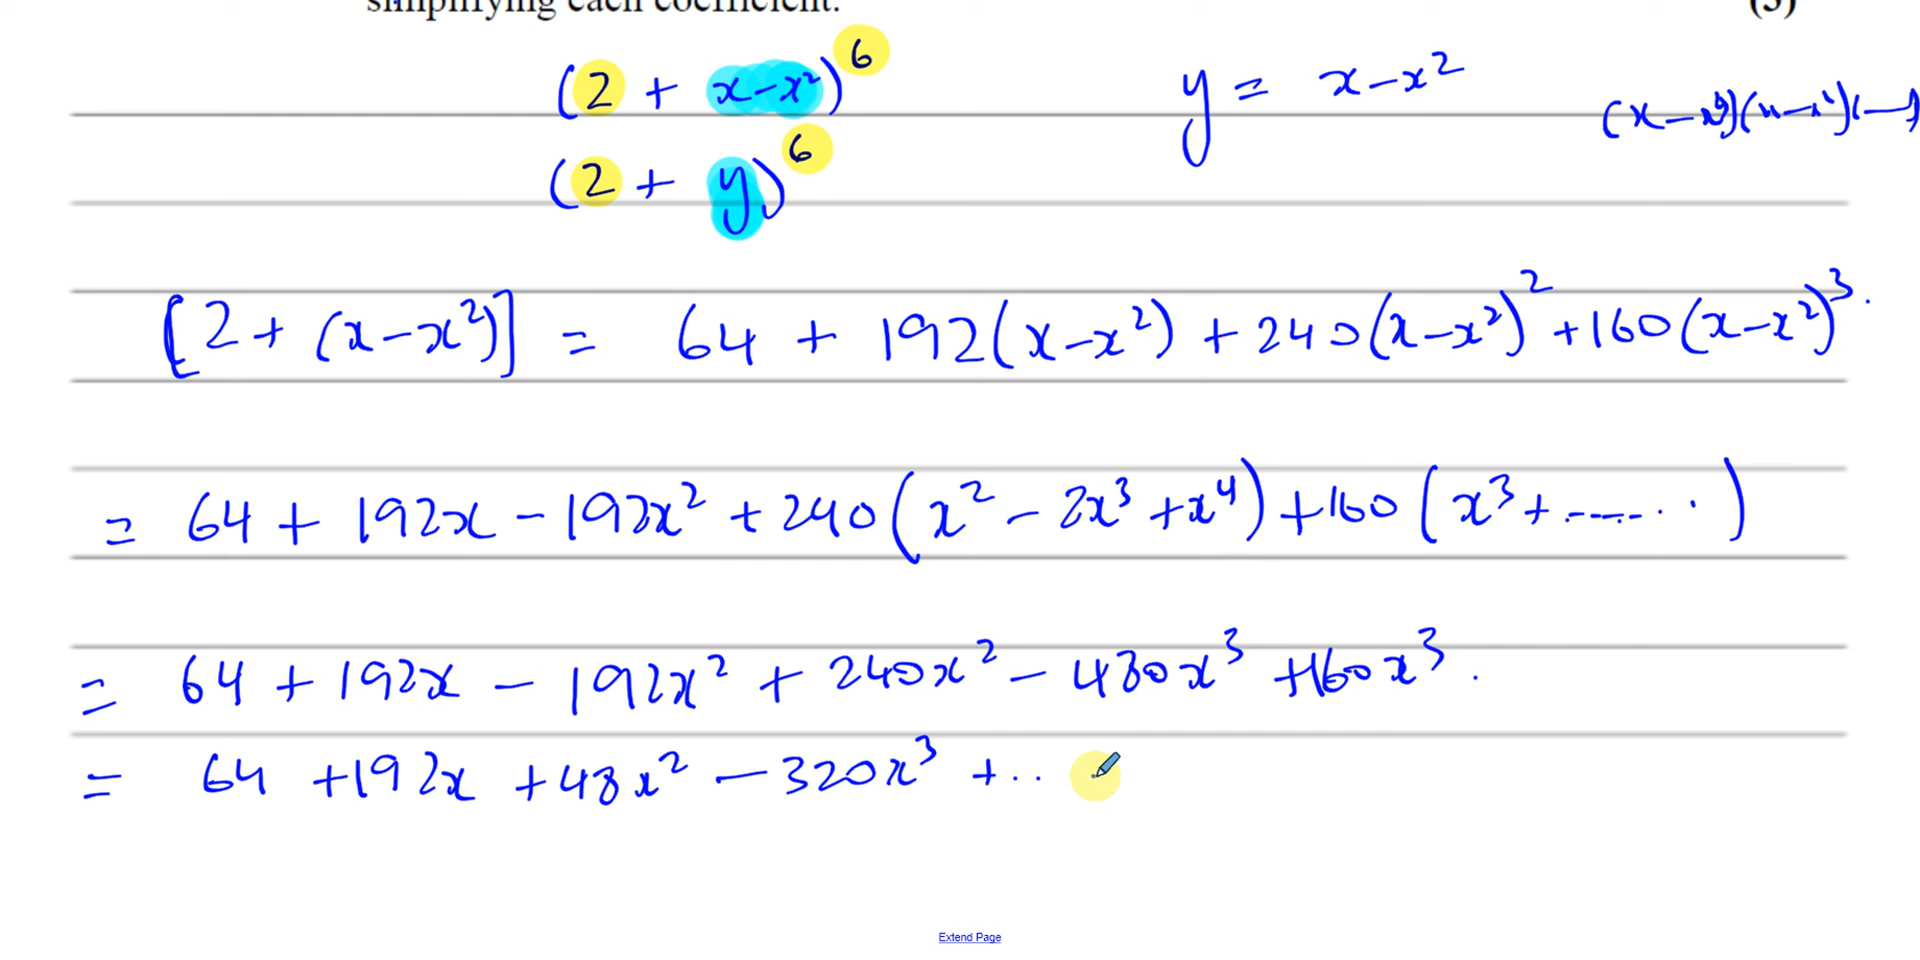 simplifying each coefficient. (3)
(2 + x-x²)⁶ y = x-x²
(x-x²)(x-x²)(-)
(2 + y)⁶
[2+(x-x²)] = 64 + 192(x-x²) + 240(x-x²)² + 160(x-x²)³.
= 64 + 192x - 192x² + 240(x² - 2x³ + x⁴) + 160(x³ + .......)
= 64 + 192x - 192x² + 240x² - 480x³ + 160x³.
= 64 + 192x + 48x² - 320x³ + ..
Extend Page